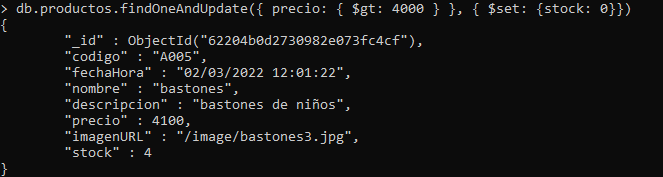 > db.productos.findOneAndUpdate({ precio: { $gt: 4000 } }, { $set: {stock: 0}})
{
        "_id" : ObjectId("62204b0d2730982e073fc4cf"),
        "codigo" : "A005",
        "fechaHora" : "02/03/2022 12:01:22",
        "nombre" : "bastones",
        "descripcion" : "bastones de niños",
        "precio" : 4100,
        "imagenURL" : "/image/bastones3.jpg",
        "stock" : 4
}